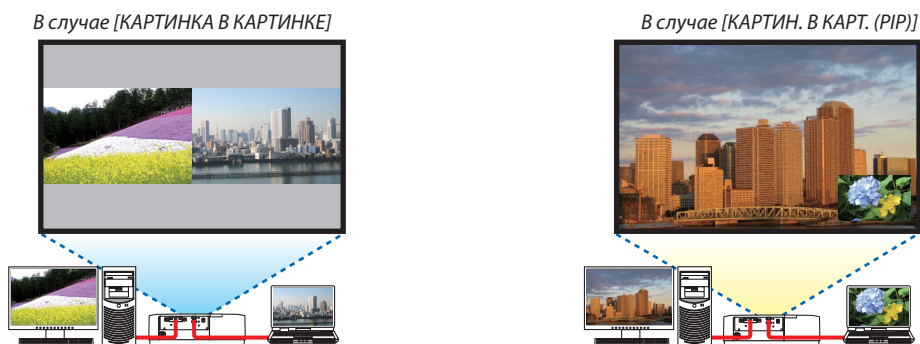 В случае [КАРТИНКА В КАРТИНКЕ]
В случае [КАРТИН. В КАРТ. (PIP)]